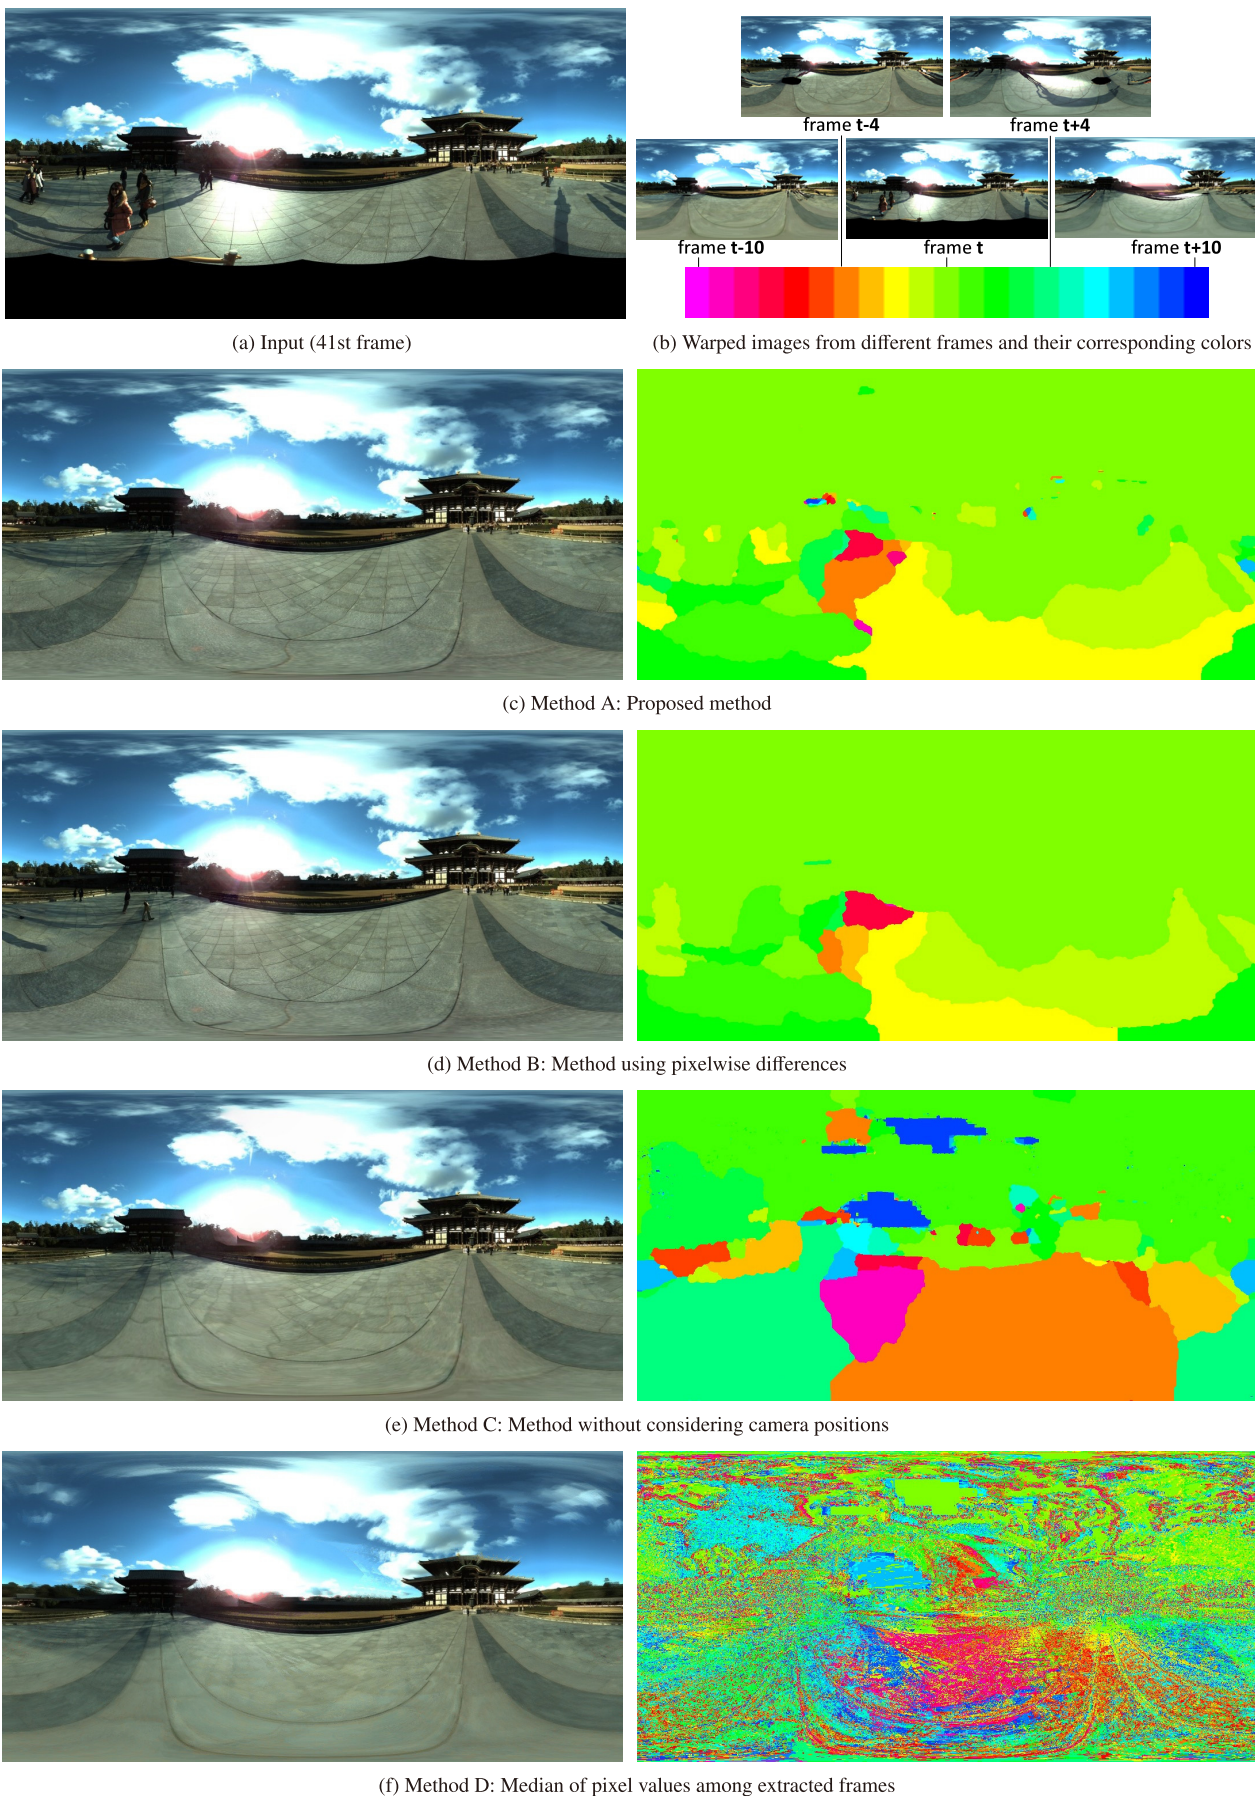 frame t-4
frame t+4
frame t-10
frame t
frame t+10
(a) Input (41st frame)
(b) Warped images from different frames and their corresponding colors
(c) Method A: Proposed method
(d) Method B: Method using pixelwise differences
(e) Method C: Method without considering camera positions
(f) Method D: Median of pixel values among extracted frames